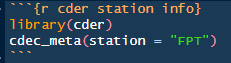 ```{r cder station info}
library(cder)
cdec_meta(station = "FPT")
```